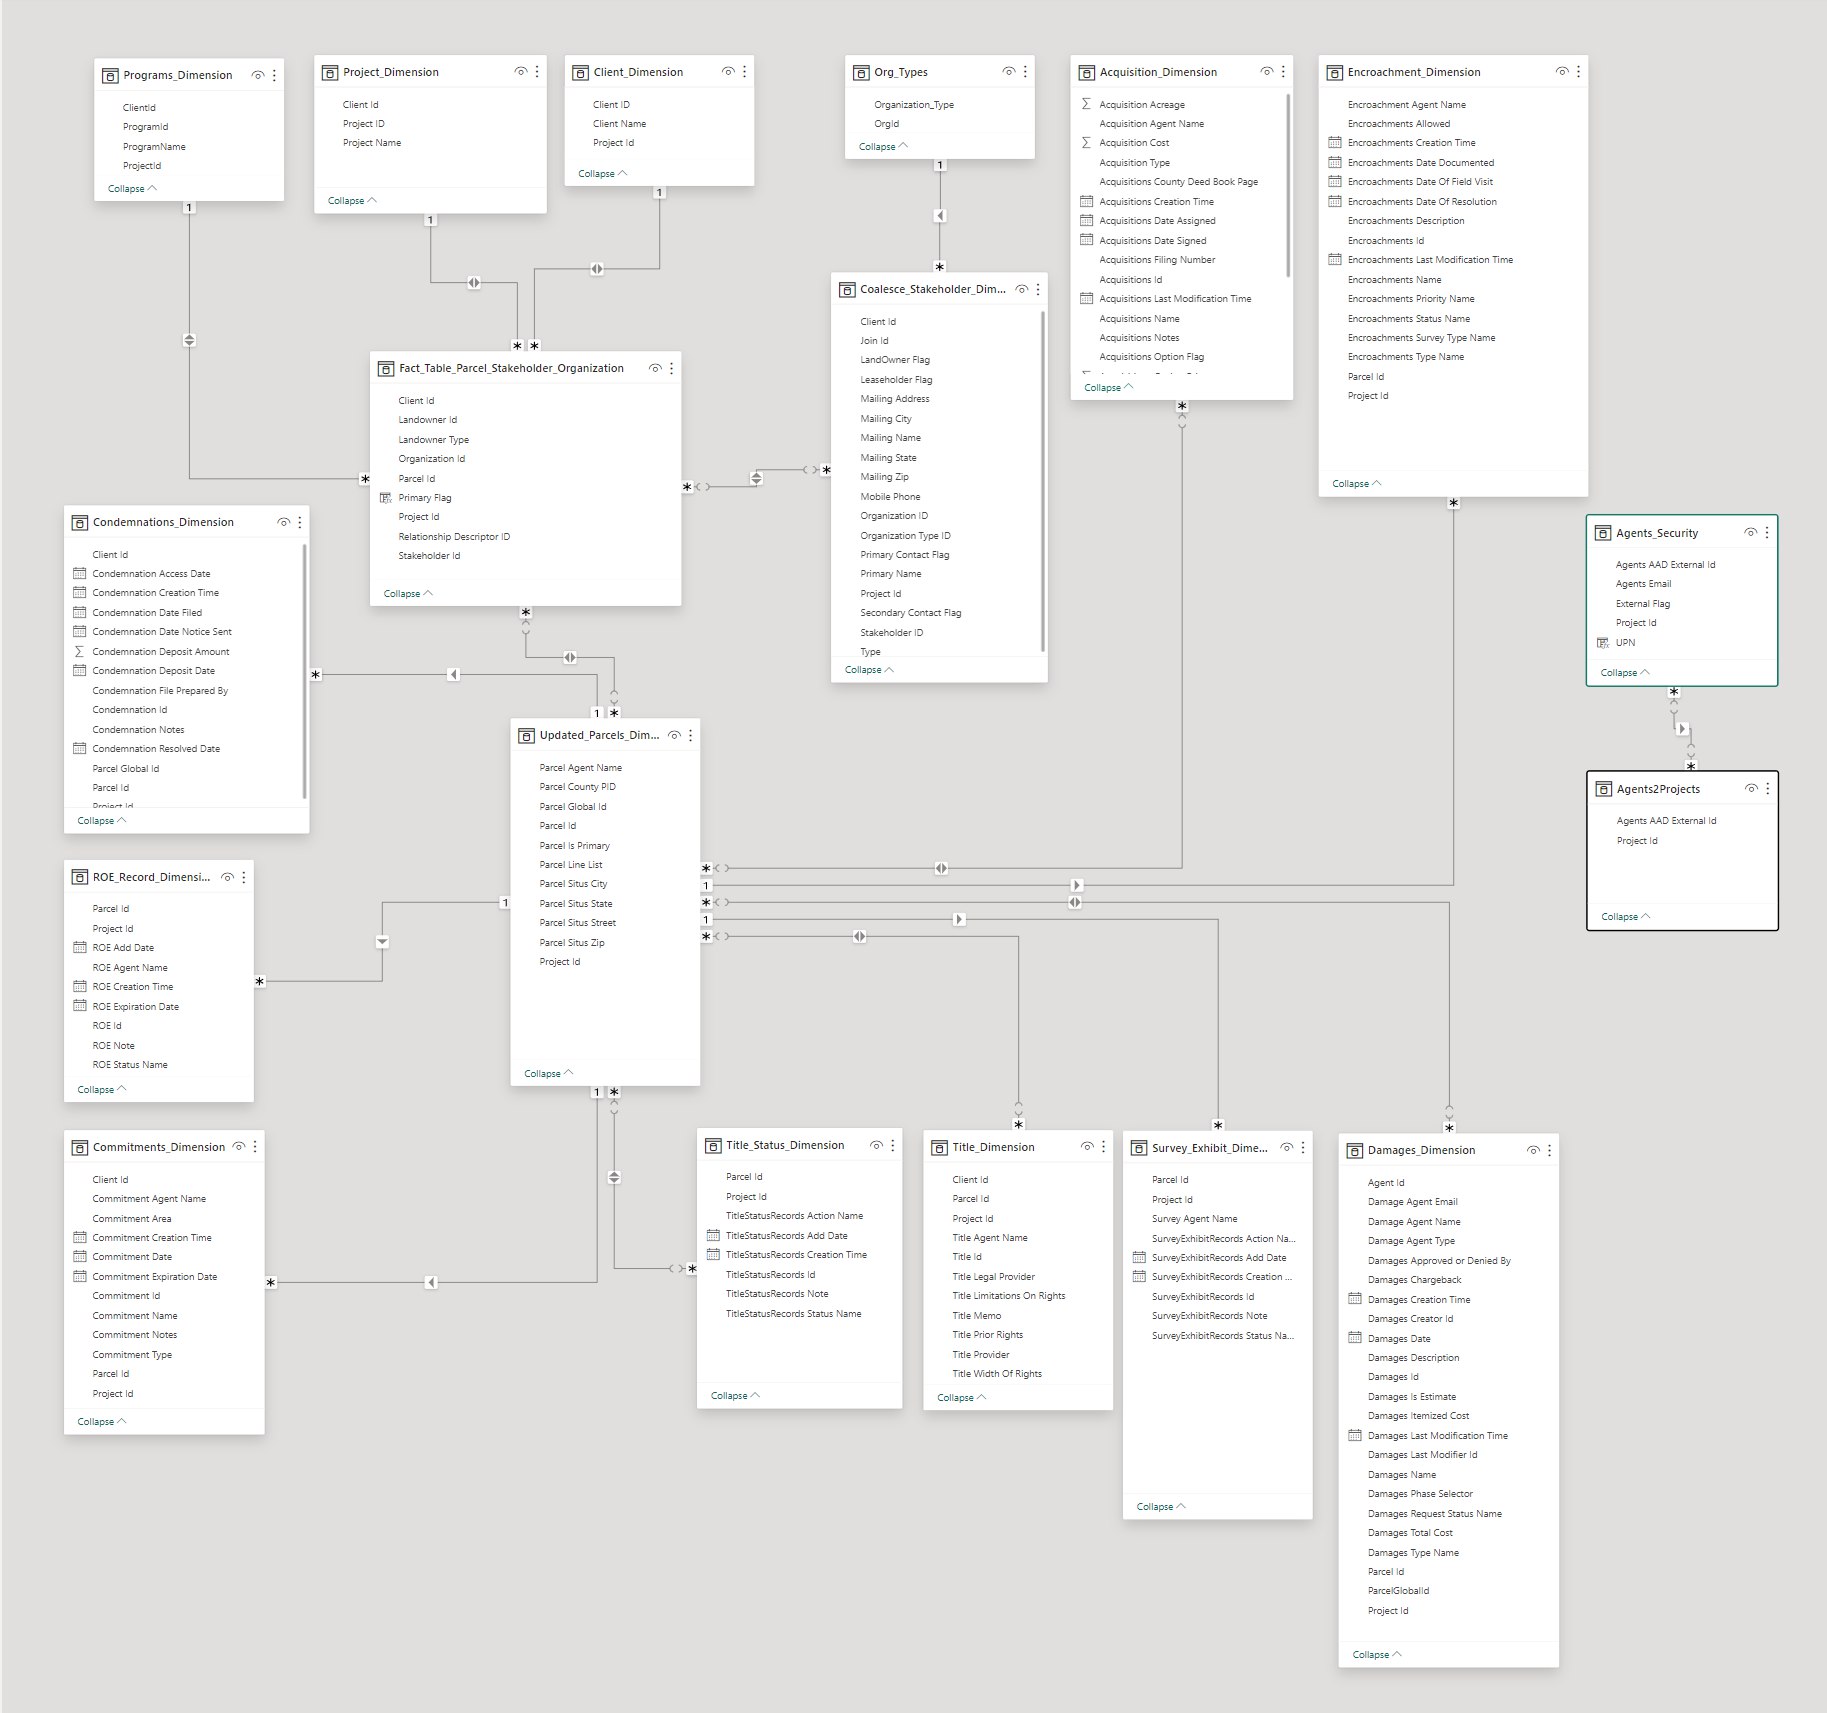 Programs_Dimension
ClientId
ProgramId
ProgramName
ProjectId
Collapse
1
Project_Dimension
Client Id
Project ID
Project Name
Collapse
1
Client_Dimension
Client ID
Client Name
Project Id
Collapse
1
Org_Types
Organization_Type
OrgId
Collapse
1
*
Acquisition_Dimension
Acquisition Acreage
Acquisition Agent Name
Acquisition Cost
Acquisition Type
Acquisitions County Deed Book Page
Acquisitions Creation Time
Acquisitions Date Assigned
Acquisitions Date Signed
Acquisitions Filing Number
Acquisitions Id
Acquisitions Last Modification Time
Acquisitions Name
Acquisitions Notes
Acquisitions Option Flag
Collapse
*
Encroachment_Dimension
Encroachment Agent Name
Encroachments Allowed
Encroachments Creation Time
Encroachments Date Documented
Encroachments Date Of Field Visit
Encroachments Date Of Resolution
Encroachments Description
Encroachments Id
Encroachments Last Modification Time
Encroachments Name
Encroachments Priority Name
Encroachments Status Name
Encroachments Survey Type Name
Encroachments Type Name
Parcel Id
Project Id
Collapse
*
Coalesce_Stakeholder_Dim...
Client Id
Join Id
LandOwner Flag
Leaseholder Flag
Mailing Address
Mailing City
Mailing Name
Mailing State
Mailing Zip
Mobile Phone
Organization ID
Organization Type ID
Primary Contact Flag
Primary Name
Project Id
Secondary Contact Flag
Stakeholder ID
Type
Collapse
*
* *
Fact_Table_Parcel_Stakeholder_Organization
Client Id
Landowner Id
Landowner Type
Organization Id
Parcel Id
Primary Flag
Project Id
Relationship Descriptor ID
Stakeholder Id
Collapse
*
*
*
Condemnations_Dimension
Client Id
Condemnation Access Date
Condemnation Creation Time
Condemnation Date Filed
Condemnation Date Notice Sent
Condemnation Deposit Amount
Condemnation Deposit Date
Condemnation File Prepared By
Condemnation Id
Condemnation Notes
Condemnation Resolved Date
Parcel Global Id
Parcel Id
Project Id
Collapse
*
Agents_Security
Agents AAD External Id
Agents Email
External Flag
Project Id
UPN
Collapse
*
*
Agents2Projects
Agents AAD External Id
Project Id
Collapse
1 *
Updated_Parcels_Dim...
Parcel Agent Name
Parcel County PID
Parcel Global Id
Parcel Id
Parcel Is Primary
Parcel Line List
Parcel Situs City
Parcel Situs State
Parcel Situs Street
Parcel Situs Zip
Project Id
Collapse
1
*
1
*
1
*
1 *
ROE_Record_Dimensi...
Parcel Id
Project Id
ROE Add Date
ROE Agent Name
ROE Creation Time
ROE Expiration Date
ROE Id
ROE Note
ROE Status Name
Collapse
*
Commitments_Dimension
Client Id
Commitment Agent Name
Commitment Area
Commitment Creation Time
Commitment Date
Commitment Expiration Date
Commitment Id
Commitment Name
Commitment Notes
Commitment Type
Parcel Id
Project Id
Collapse
*
Title_Status_Dimension
Parcel Id
Project Id
TitleStatusRecords Action Name
TitleStatusRecords Add Date
TitleStatusRecords Creation Time
TitleStatusRecords Id
TitleStatusRecords Note
TitleStatusRecords Status Name
Collapse
*
*
Title_Dimension
Client Id
Parcel Id
Project Id
Title Agent Name
Title Id
Title Legal Provider
Title Limitations On Rights
Title Memo
Title Prior Rights
Title Provider
Title Width Of Rights
Collapse
*
Survey_Exhibit_Dime...
Parcel Id
Project Id
Survey Agent Name
SurveyExhibitRecords Action Na...
SurveyExhibitRecords Add Date
SurveyExhibitRecords Creation ...
SurveyExhibitRecords Id
SurveyExhibitRecords Note
SurveyExhibitRecords Status Na...
Collapse
*
Damages_Dimension
Agent Id
Damage Agent Email
Damage Agent Name
Damage Agent Type
Damages Approved or Denied By
Damages Chargeback
Damages Creation Time
Damages Creator Id
Damages Date
Damages Description
Damages Id
Damages Is Estimate
Damages Itemized Cost
Damages Last Modification Time
Damages Last Modifier Id
Damages Name
Damages Phase Selector
Damages Request Status Name
Damages Total Cost
Damages Type Name
Parcel Id
ParcelGlobalId
Project Id
Collapse